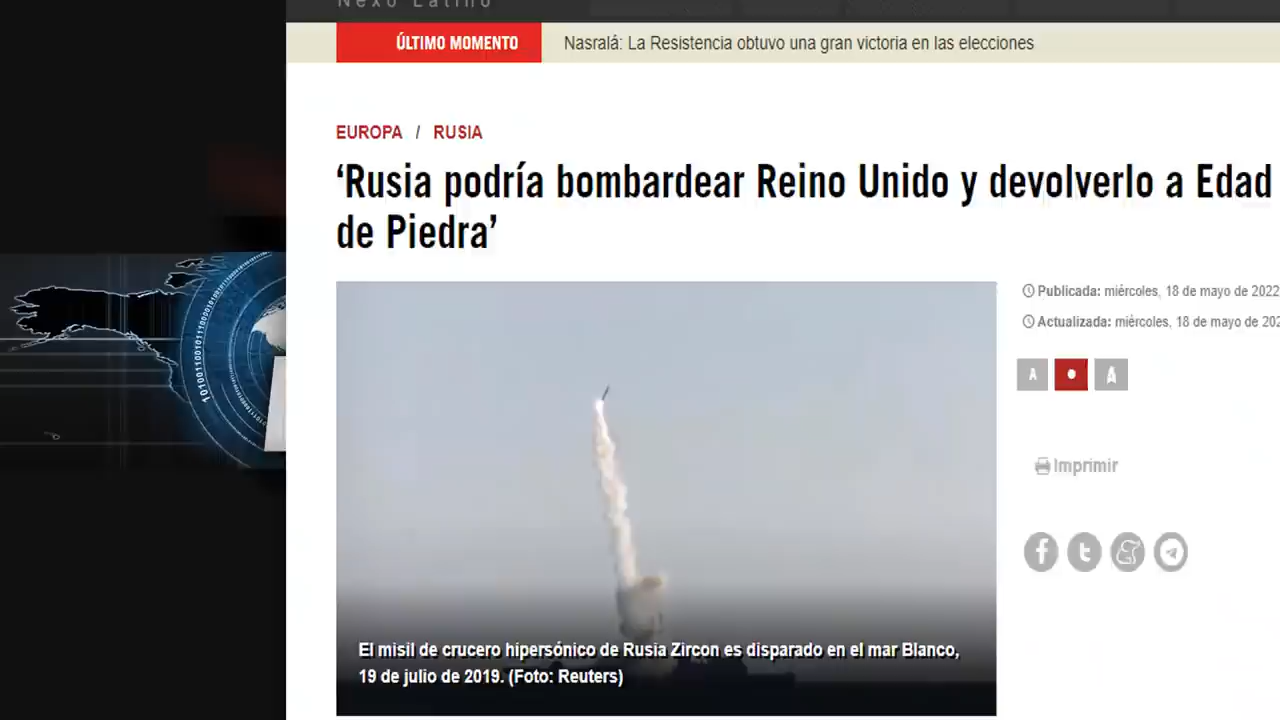 Nexo Latino
ÚLTIMO MOMENTO
Nasralá: La Resistencia obtuvo una gran victoria en las elecciones
EUROPA / RUSIA
‘Rusia podría bombardear Reino Unido y devolverlo a Edad
de Piedra’
Publicada: miércoles, 18 de mayo de 2022
Actualizada: miércoles, 18 de mayo de 202
A A
Imprimir
El misil de crucero hipersónico de Rusia Zircon es disparado en el mar Blanco,
19 de julio de 2019. (Foto: Reuters)